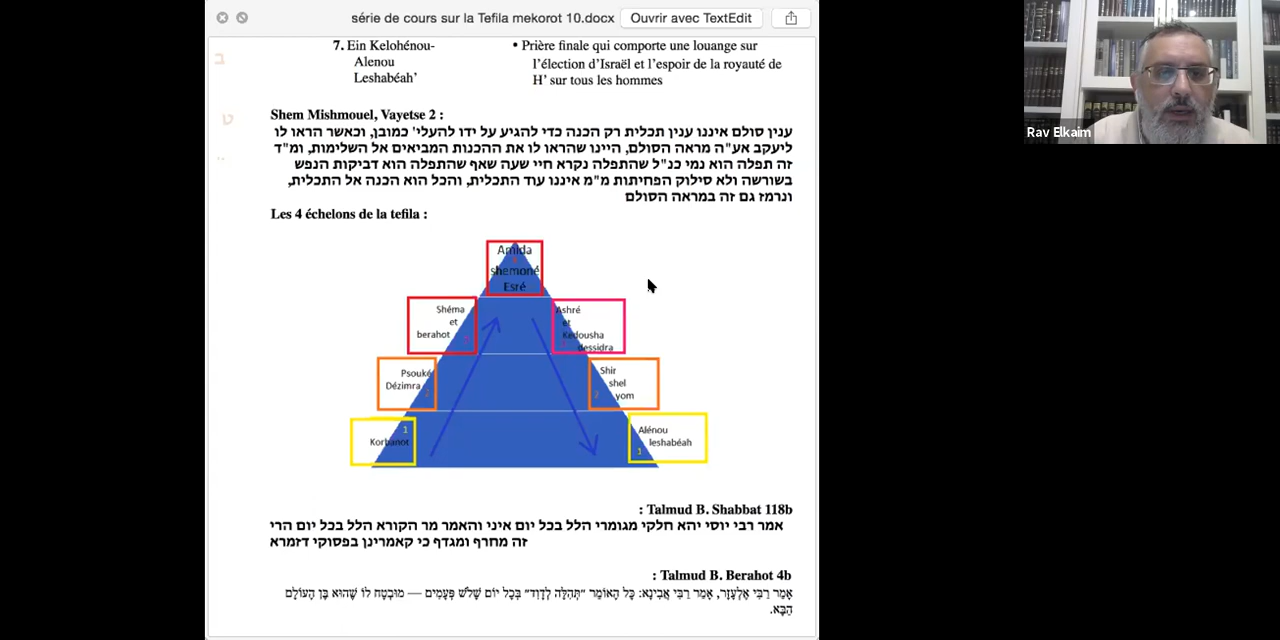 série de cours sur la Tefila mekorot 10.docx
Ouvrir avec TextEdit
7. Ein Kelohénou-
Alenou
Leshabéah’
• Prière finale qui comporte une louange sur
l’élection d’Israël et l’espoir de la royauté de
H’ sur tous les hommes
Shem Mishmouel, Vayetse 2 :
ענין סולם איננו ענין תכלית רק הכנה כדי להגיע על ידו להעלי' כמובן, וכאשר הראו לו
ליעקב אע"ה מראה הסולם, היינו שהראו לו את ההכנות המביאים אל השלימות, ומ"ד
זה תפלה הוא נמי כנ"ל שהתפלה נקרא חיי שעה שאף שהתפלה הוא דביקות הנפש
בשורשה ולא סילוק הפחיתות מ"מ איננו עוד התכלית, והכל הוא הכנה אל התכלית,
ונרמז גם זה במראה הסולם
Les 4 échelons de la tefila :
Amida
shemoné
Esré
Shéma
et
berahot
Ashré
et
Kedousha
dessidra
Psouké
Dézimra
2
Shir
shel
yom
2
1
Korbanot
Alénou
leshabéah
1
Talmud B. Shabbat 118b :
אמר רבי יוסי יהא חלקי מגומרי הלל בכל יום איני והאמר מר הקורא הלל בכל יום הרי
זה מחרף ומגדף כי קאמרינן בפסוקי דזמרא
Talmud B. Berahot 4b :
אָמַר רַבִּי אֶלְעָזָר, אָמַר רַבִּי אֲבִינָא: כׇּל הָאוֹמֵר ״תְּהִלָּה לְדָוִד״ בְּכָל יוֹם שָׁלֹשׁ פְּעָמִים — מוּבְטָח לוֹ שֶׁהוּא בֶּן הָעוֹלָם
הַבָּא.
Rav Elkaim